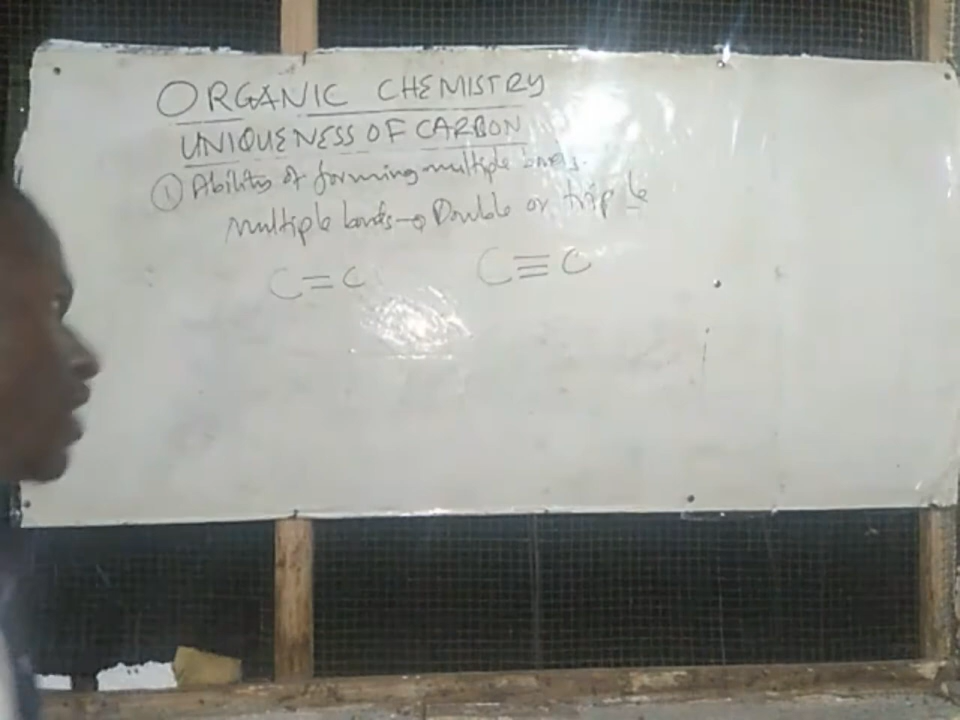 ORGANIC CHEMISTRY
UNIQUENESS OF CARBON
① Ability of forming multiple bonds.
Multiple bonds → Double or triple
C=C C≡C